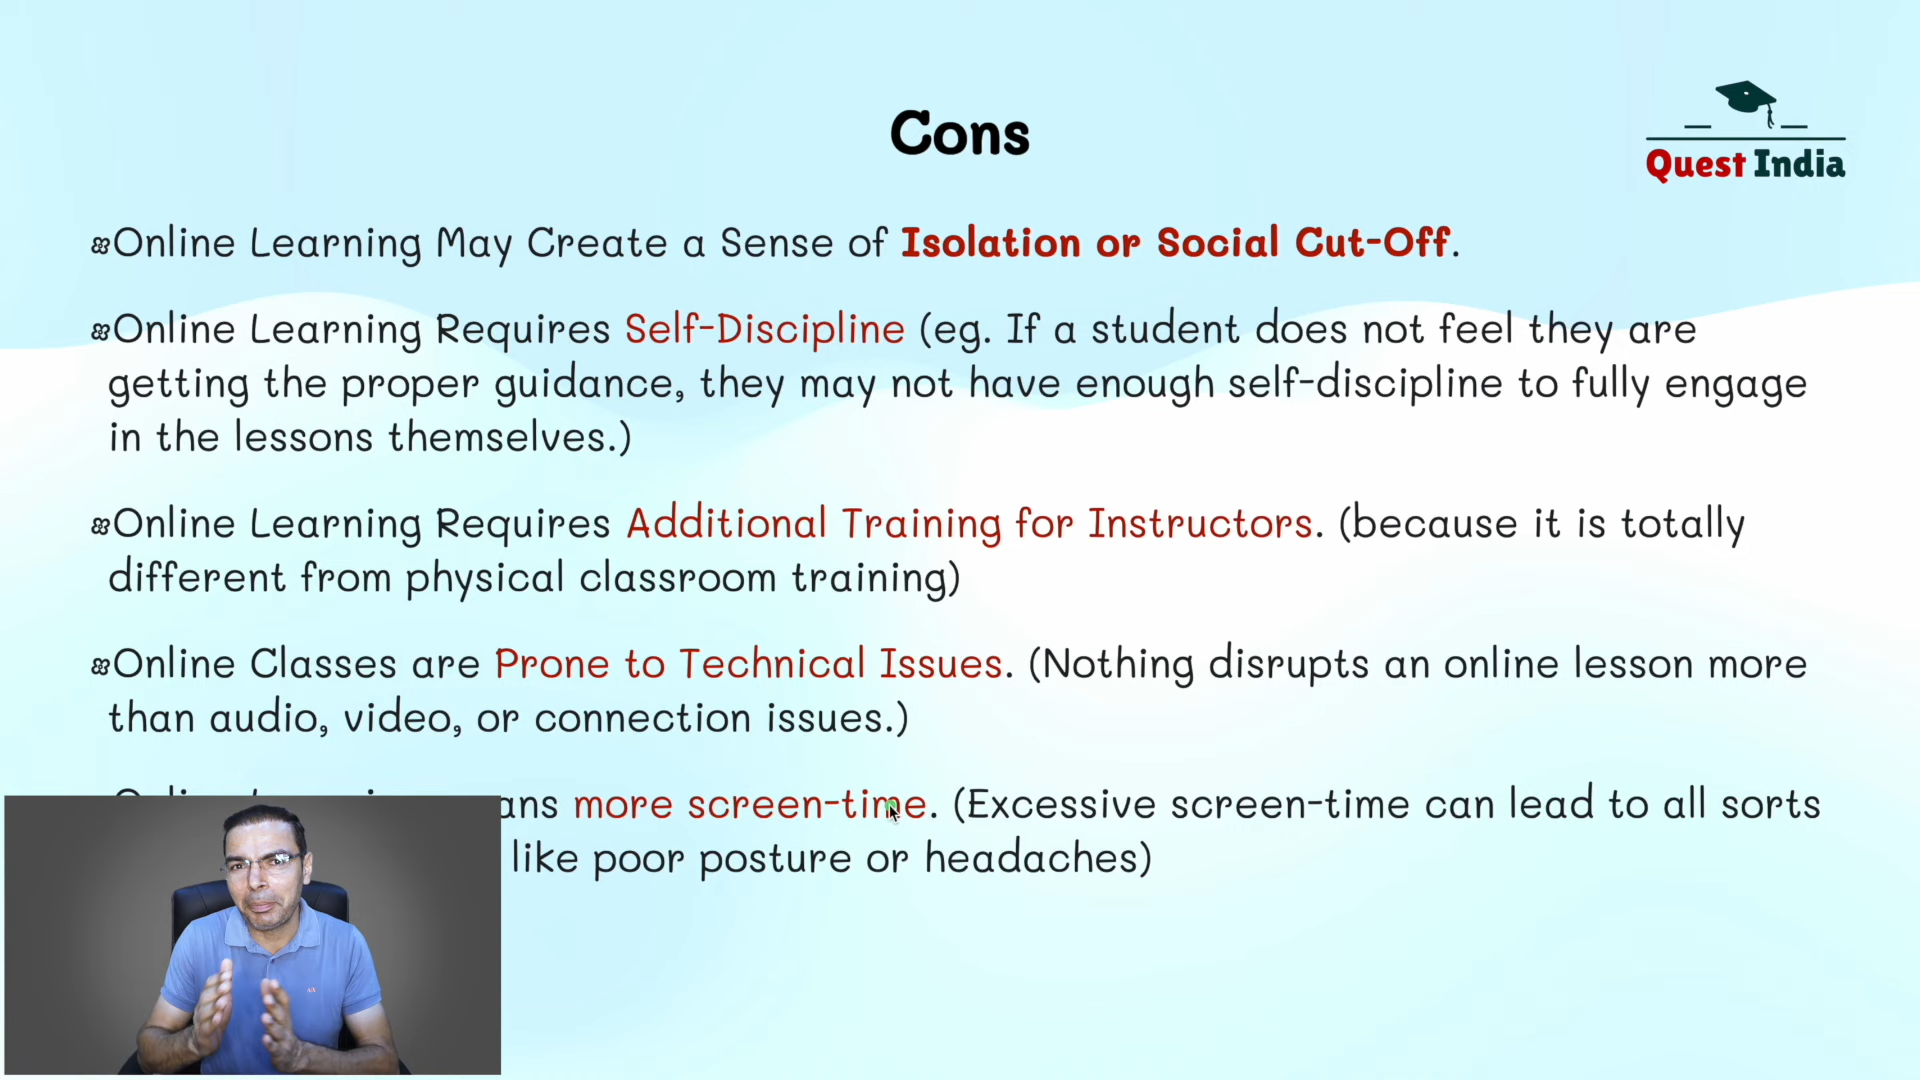 Cons
Quest India
Online Learning May Create a Sense of Isolation or Social Cut-Off.
Online Learning Requires Self-Discipline (eg. If a student does not feel they are
getting the proper guidance, they may not have enough self-discipline to fully engage
in the lessons themselves.)
Online Learning Requires Additional Training for Instructors. (because it is totally
different from physical classroom training)
Online Classes are Prone to Technical Issues. (Nothing disrupts an online lesson more
than audio, video, or connection issues.)
more screen-time. (Excessive screen-time can lead to all sorts
like poor posture or headaches)